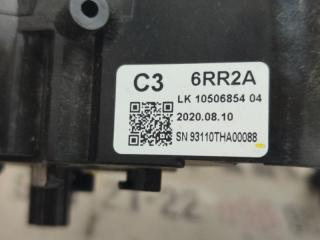 C3 6RR2A
LK 10506854 04
2020.08.10
SN 93110THA00088